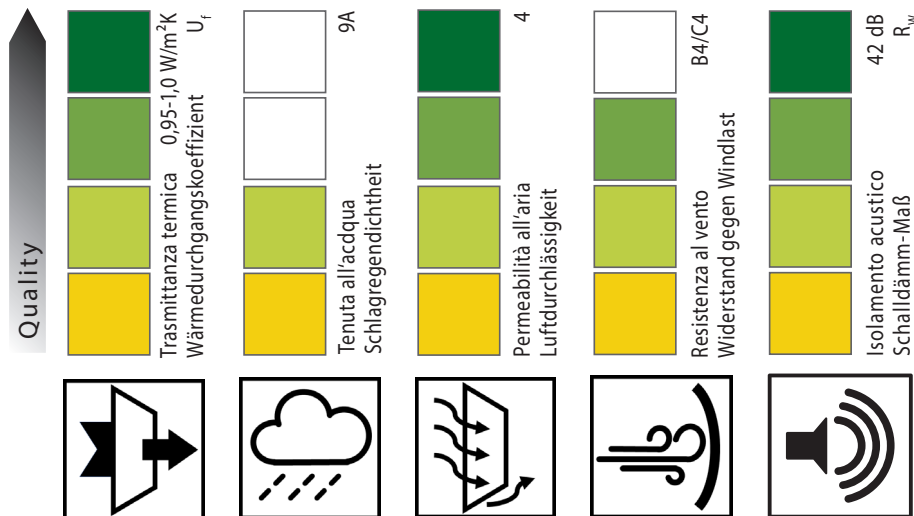 Quality
Trasmittanza termica 0,95-1,0 W/m²K
Wärmedurchgangskoeffizient U_f
Tenuta all'acdqua 9A
Schlagregendichtheit
Permeabilità all'aria 4
Luftdurchlässigkeit
Resistenza al vento B4/C4
Widerstand gegen Windlast
Isolamento acustico 42 dB
Schalldämm-Maß R_w